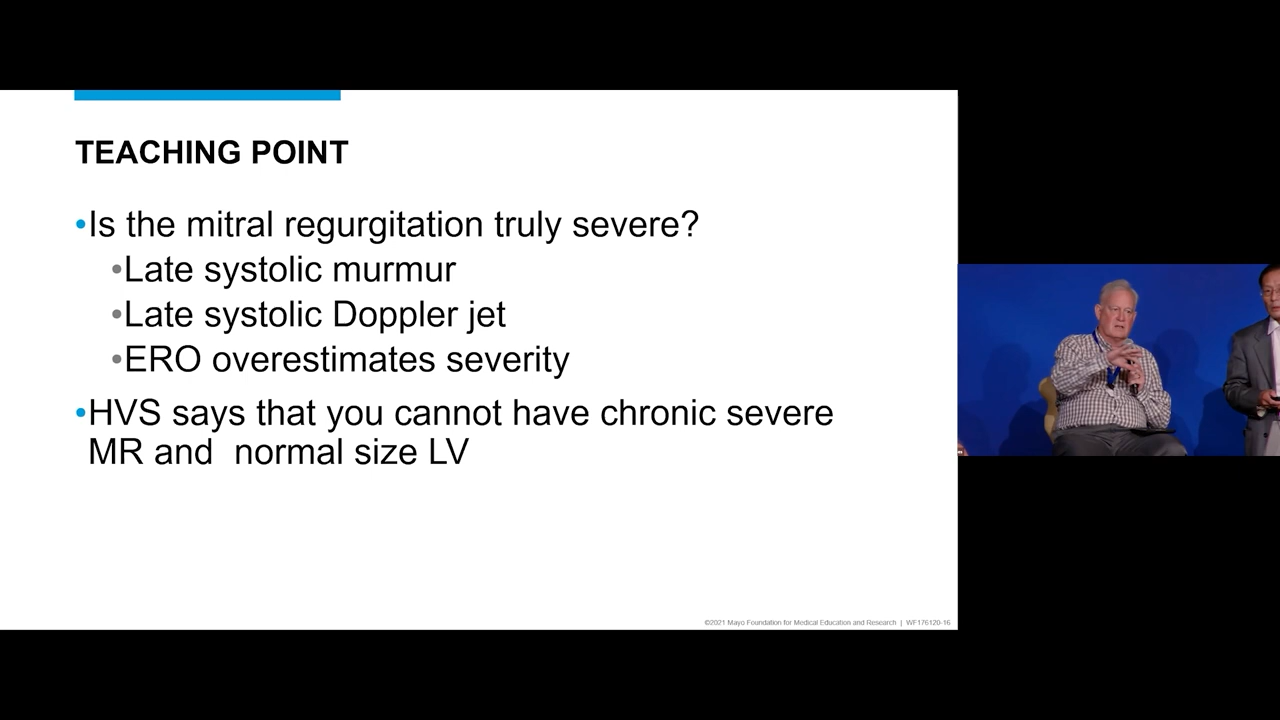 TEACHING POINT
•Is the mitral regurgitation truly severe?
•Late systolic murmur
•Late systolic Doppler jet
•ERO overestimates severity
•HVS says that you cannot have chronic severe
MR and  normal size LV
©2021 Mayo Foundation for Medical Education and Research | WF176120-16